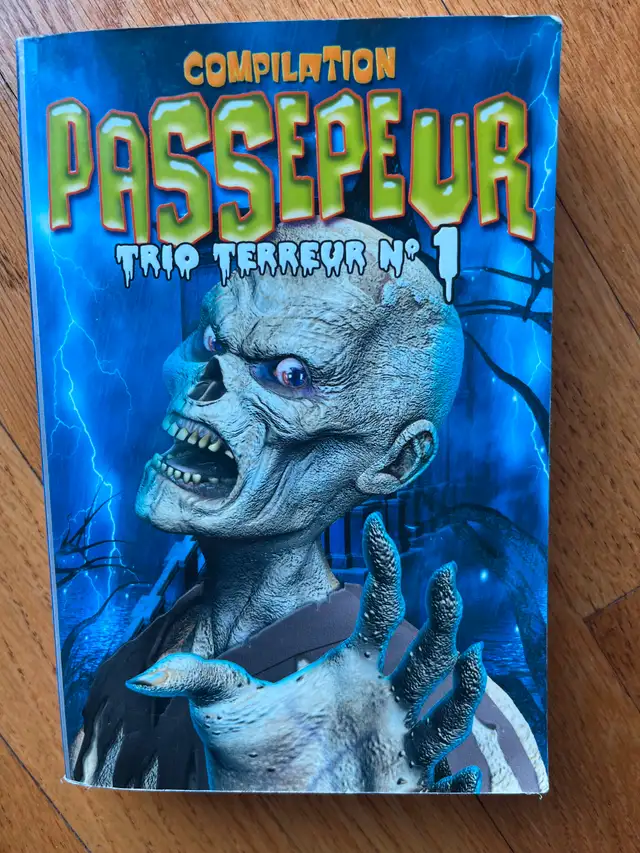 COMPILATION
PASSEPEUR
TRIO TERREUR Nº 1